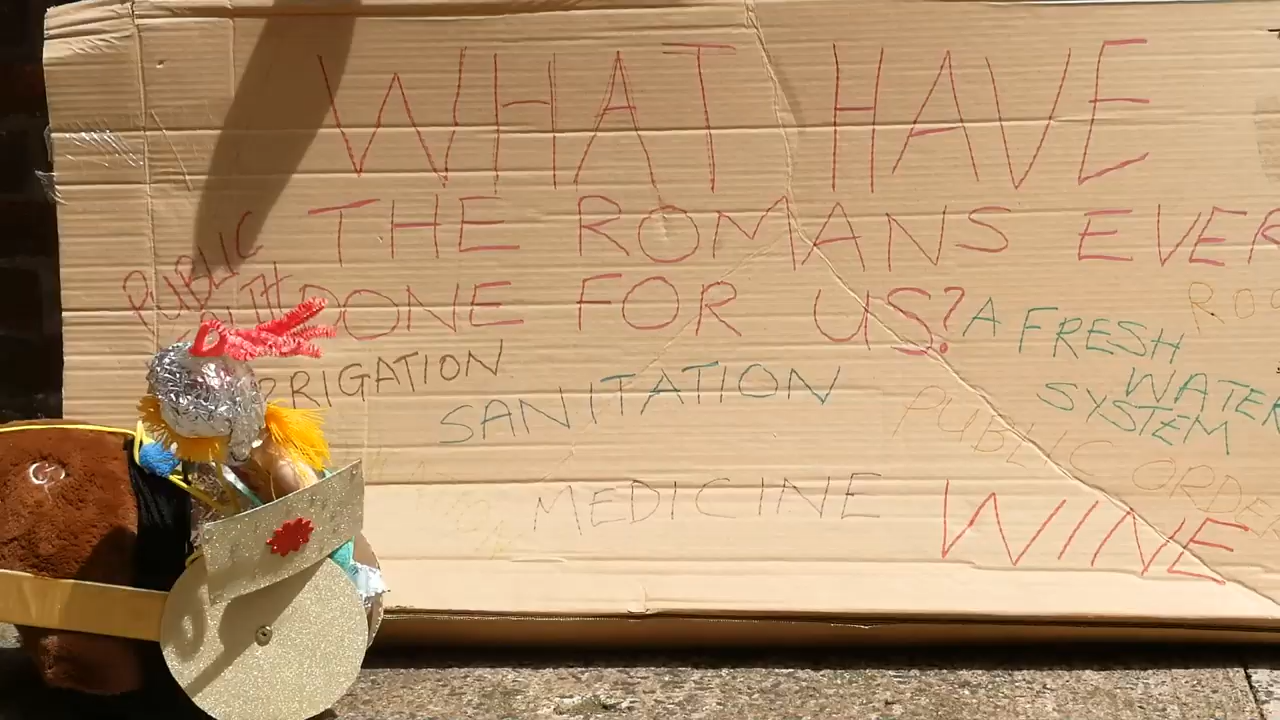 WHAT HAVE
THE ROMANS EVER
DONE FOR US?
PUBLIC
IRRIGATION
SANITATION
A FRESH
WATER
SYSTEM
PUBLIC ORDER
MEDICINE
WINE